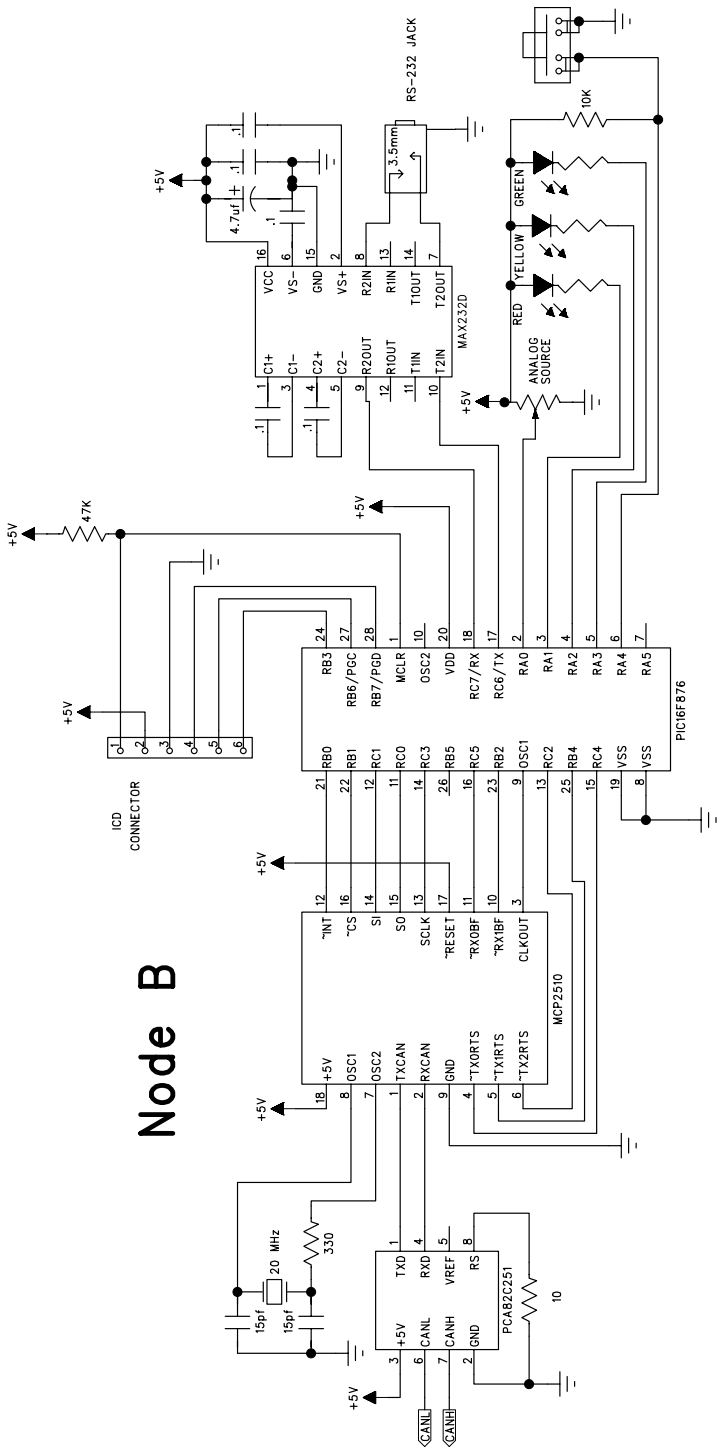 Node B
+5V
CANL
CANH
3 +5V
6 CANL
7 CANH
2 GND
TXD 1
RXD 4
VREF 5
RS 8
PCA82C251
10
15pf
15pf
20 MHz
330
+5V
18 +5V
8 OSC1
7 OSC2
1 TXCAN
2 RXCAN
9 GND
4 ~TX0RTS
5 ~TX1RTS
6 ~TX2RTS
~INT 12
~CS 16
SI 14
SO 15
SCLK 13
~RESET 17
~RX0BF 11
~RX1BF 10
CLKOUT 3
MCP2510
+5V
ICD
CONNECTOR
1
2
3
4
5
6
+5V
+5V
47K
21 RB0
22 RB1
12 RC1
11 RC0
14 RC3
26 RB5
16 RC5
23 RB2
9 OSC1
13 RC2
25 RB4
15 RC4
19 VSS
8 VSS
RB3 24
RB6/PGC 27
RB7/PGD 28
MCLR 1
OSC2 10
VDD 20
RC7/RX 18
RC6/TX 17
RA0 2
RA1 3
RA2 4
RA3 5
RA4 6
RA5 7
PIC16F876
+5V
.1
.1
1 C1+
3 C1-
4 C2+
5 C2-
9 R2OUT
12 R1OUT
11 T1IN
10 T2IN
VCC 16
VS- 6
GND 15
VS+ 2
R2IN 8
R1IN 13
T1OUT 14
T2OUT 7
MAX232D
+5V
4.7uf +
.1
.1
.1
3.5mm
RS-232 JACK
+5V
ANALOG
SOURCE
RED
YELLOW
GREEN
10K